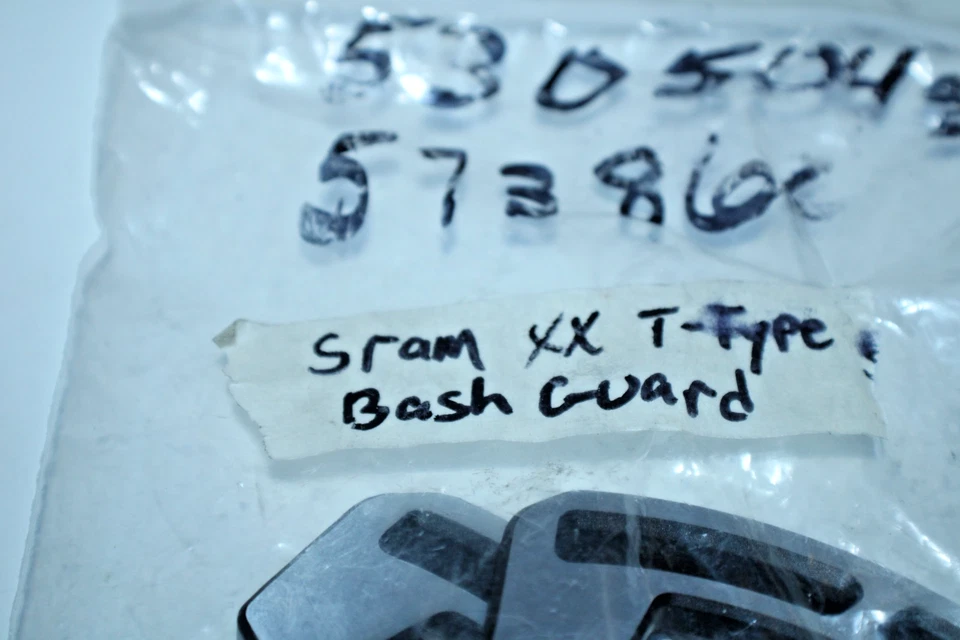 530504
57386
Sram XX T-Type
Bash Guard